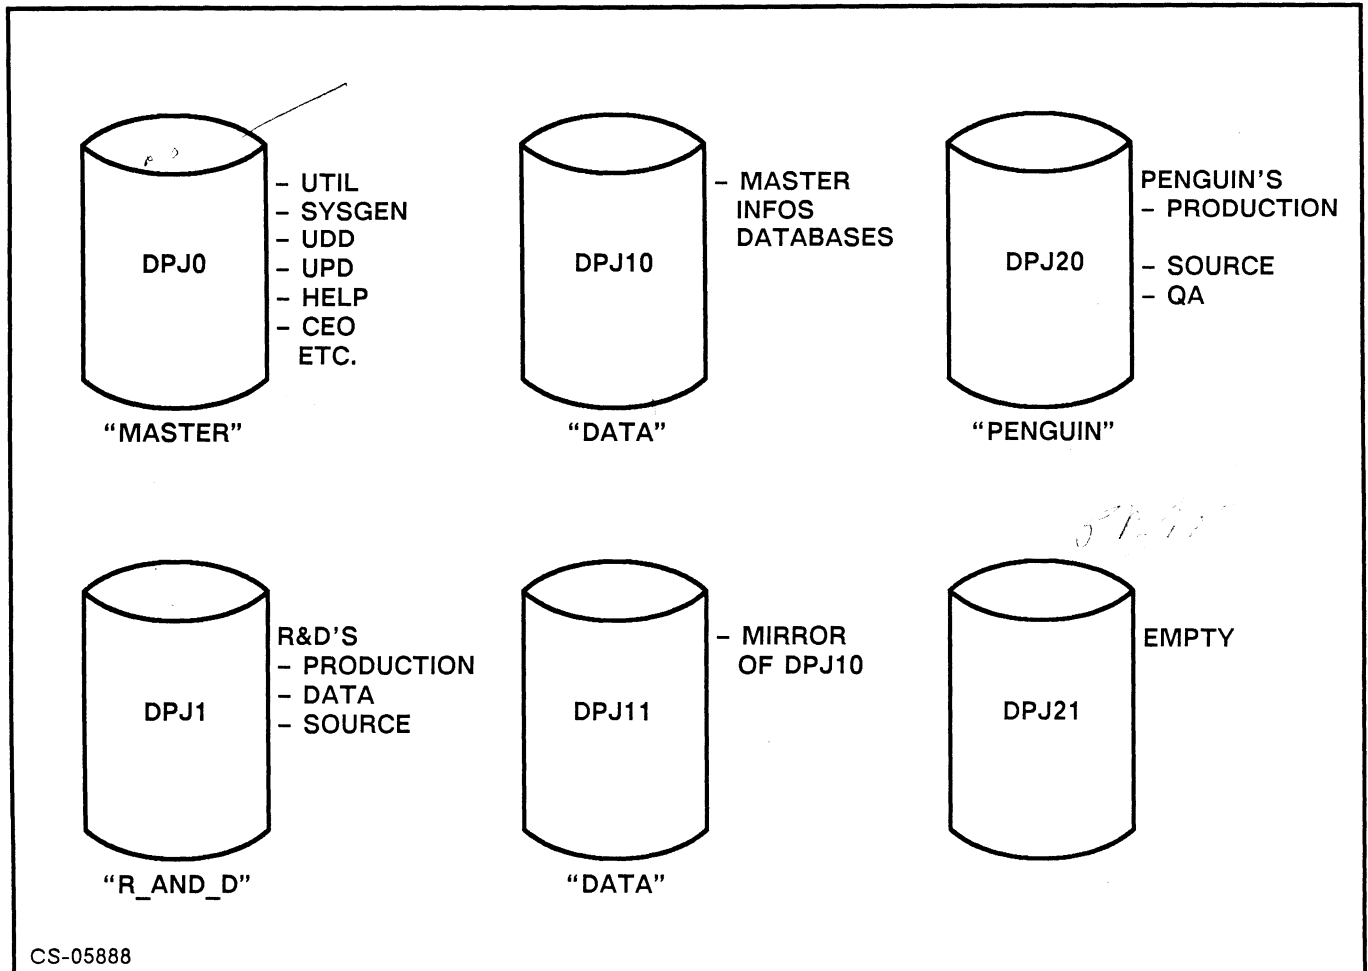 DPJ0
- UTIL
- SYSGEN
- UDD
- UPD
- HELP
- CEO
ETC.
"MASTER"
DPJ10
- MASTER
INFOS
DATABASES
"DATA"
DPJ20
PENGUIN'S
- PRODUCTION
- SOURCE
- QA
"PENGUIN"
DPJ1
R&D'S
- PRODUCTION
- DATA
- SOURCE
"R_AND_D"
DPJ11
- MIRROR
OF DPJ10
"DATA"
DPJ21
EMPTY
CS-05888